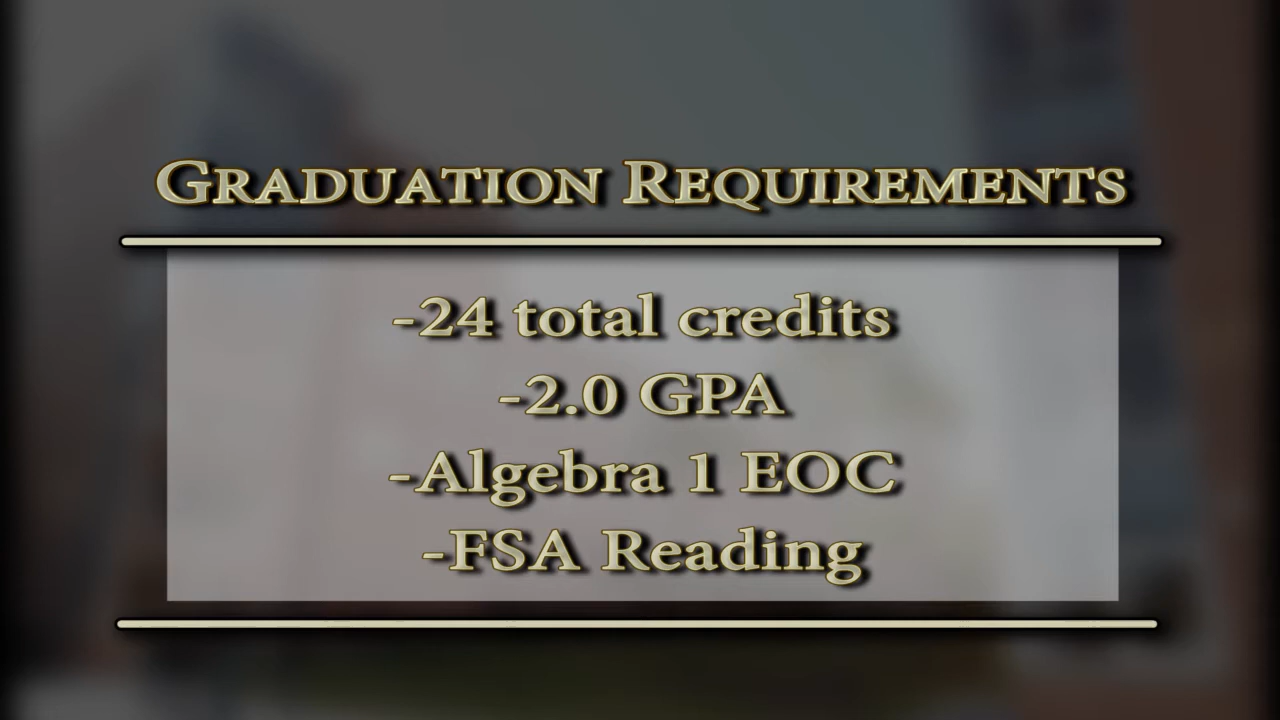 Graduation Requirements
-24 total credits
-2.0 GPA
-Algebra 1 EOC
-FSA Reading